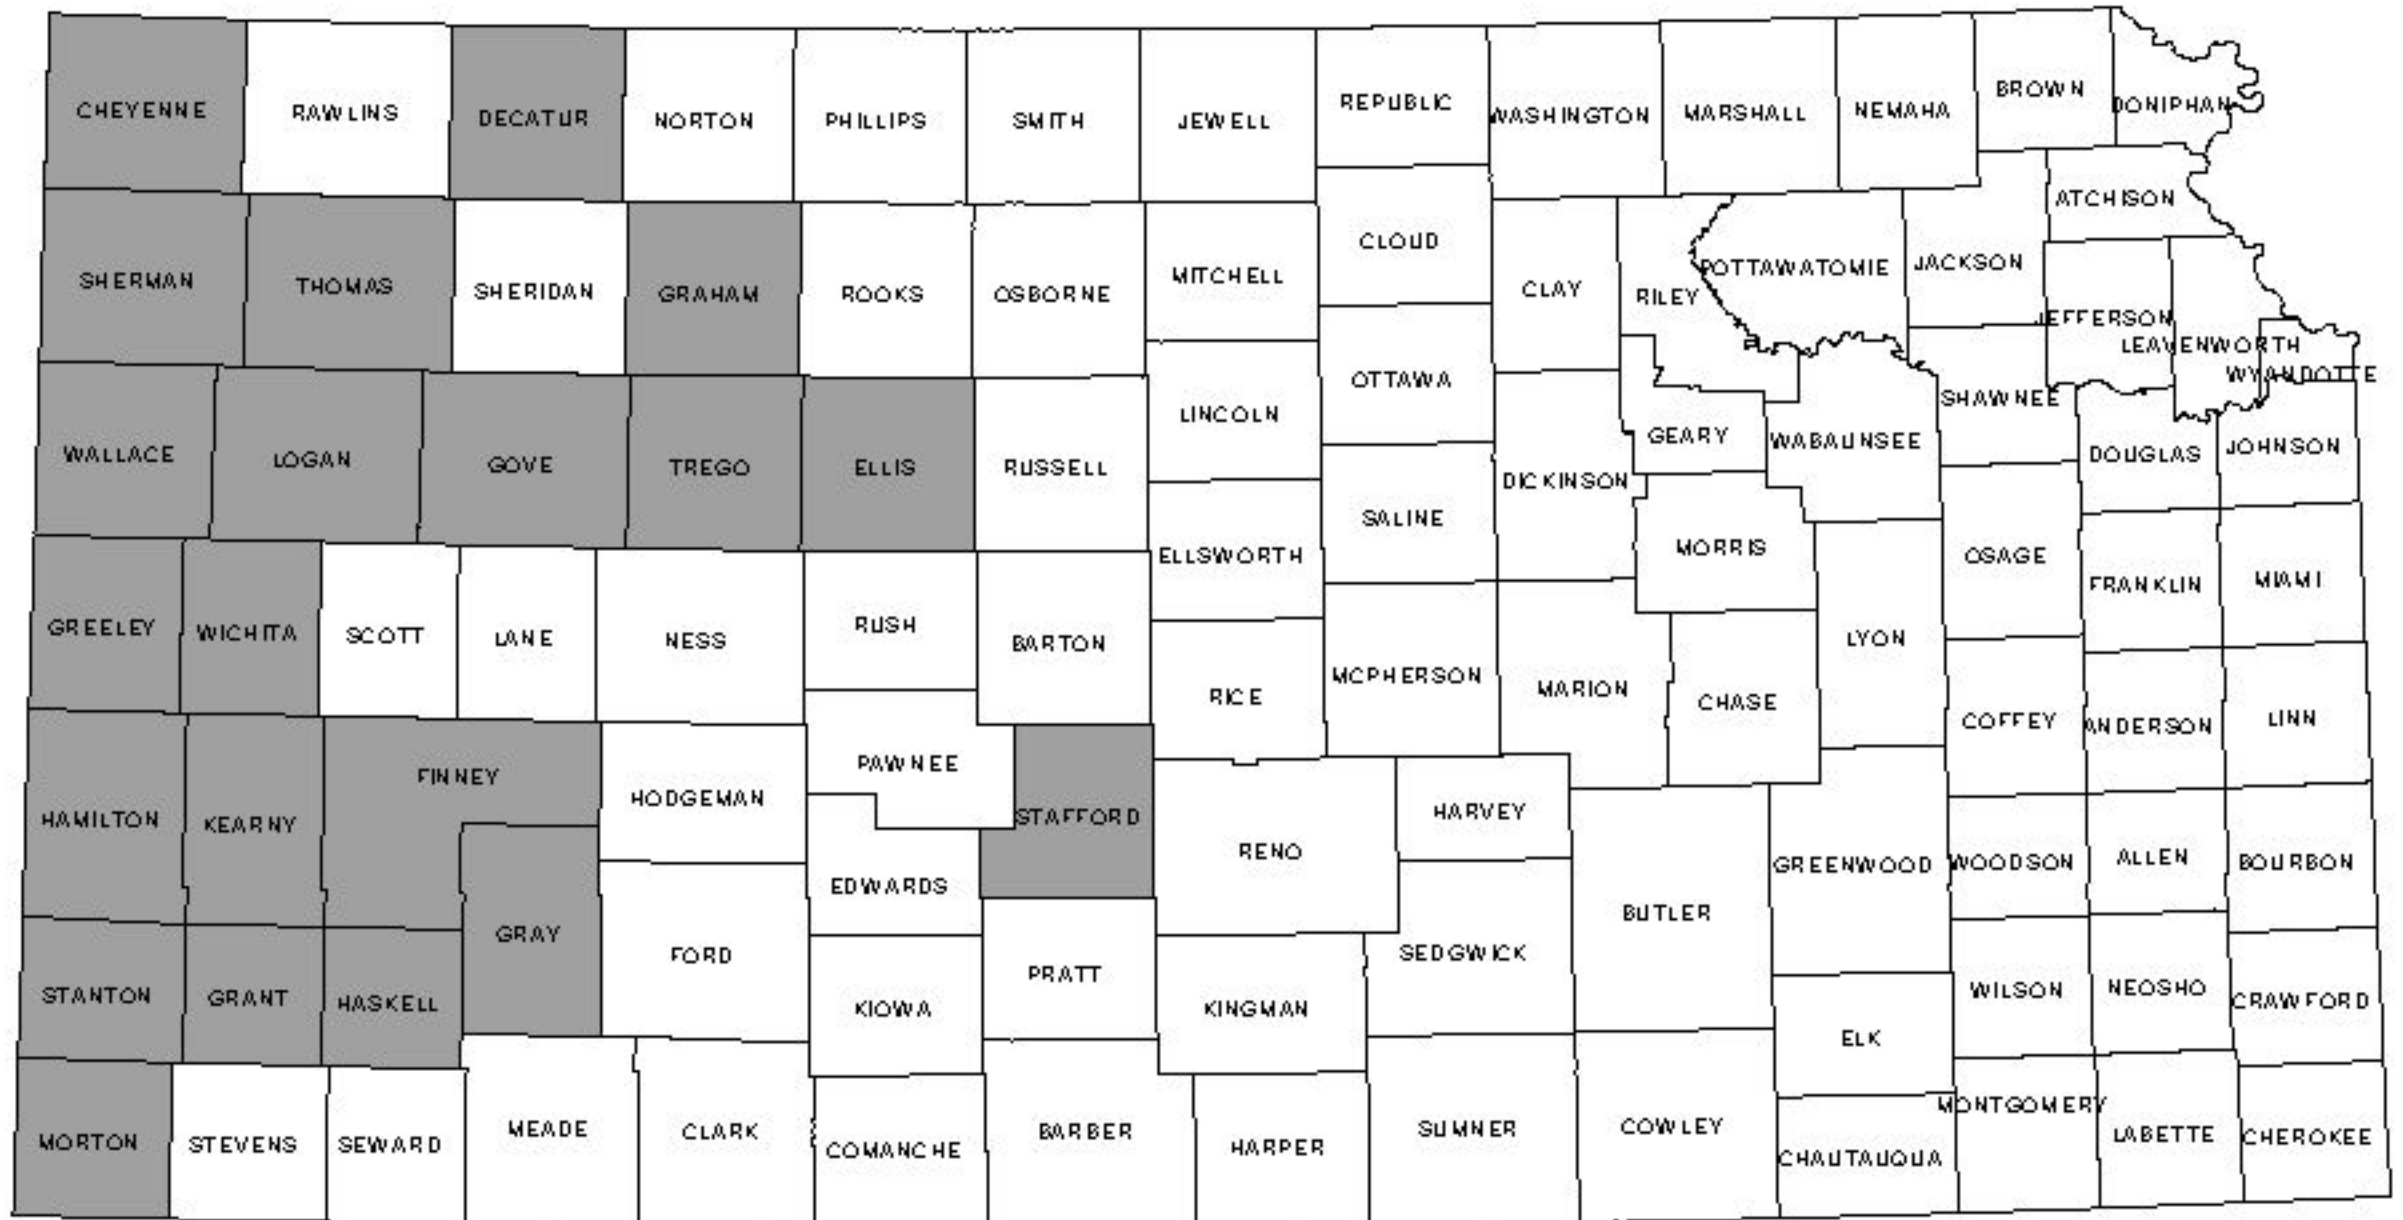 CHEYENNE
RAWLINS
DECATUR
NORTON
PHILLIPS
SMITH
JEWELL
REPUBLIC
WASHINGTON
MARSHALL
NEMAHA
BROWN
DONIPHAN
ATCHISON
SHERMAN
THOMAS
SHERIDAN
GRAHAM
ROOKS
OSBORNE
MITCHELL
CLOUD
CLAY
RILEY
POTTAWATOMIE
JACKSON
JEFFERSON
LEAVENWORTH
WYANDOTTE
WALLACE
LOGAN
GOVE
TREGO
ELLIS
RUSSELL
LINCOLN
OTTAWA
DICKINSON
GEARY
WABAUNSEE
SHAWNEE
DOUGLAS
JOHNSON
GREELEY
WICHITA
SCOTT
LANE
NESS
RUSH
BARTON
ELLSWORTH
SALINE
MORRIS
LYON
OSAGE
FRANKLIN
MIAMI
RICE
MCPHERSON
MARION
CHASE
COFFEY
ANDERSON
LINN
HAMILTON
KEARNY
FINNEY
HODGEMAN
PAWNEE
STAFFORD
RENO
HARVEY
BUTLER
GREENWOOD
WOODSON
ALLEN
BOURBON
GRAY
FORD
EDWARDS
STANTON
GRANT
HASKELL
KIOWA
PRATT
KINGMAN
SEDGWICK
ELK
WILSON
NEOSHO
CRAWFORD
MORTON
STEVENS
SEWARD
MEADE
CLARK
COMANCHE
BARBER
HARPER
SUMNER
COWLEY
CHAUTAUQUA
MONTGOMERY
LABETTE
CHEROKEE